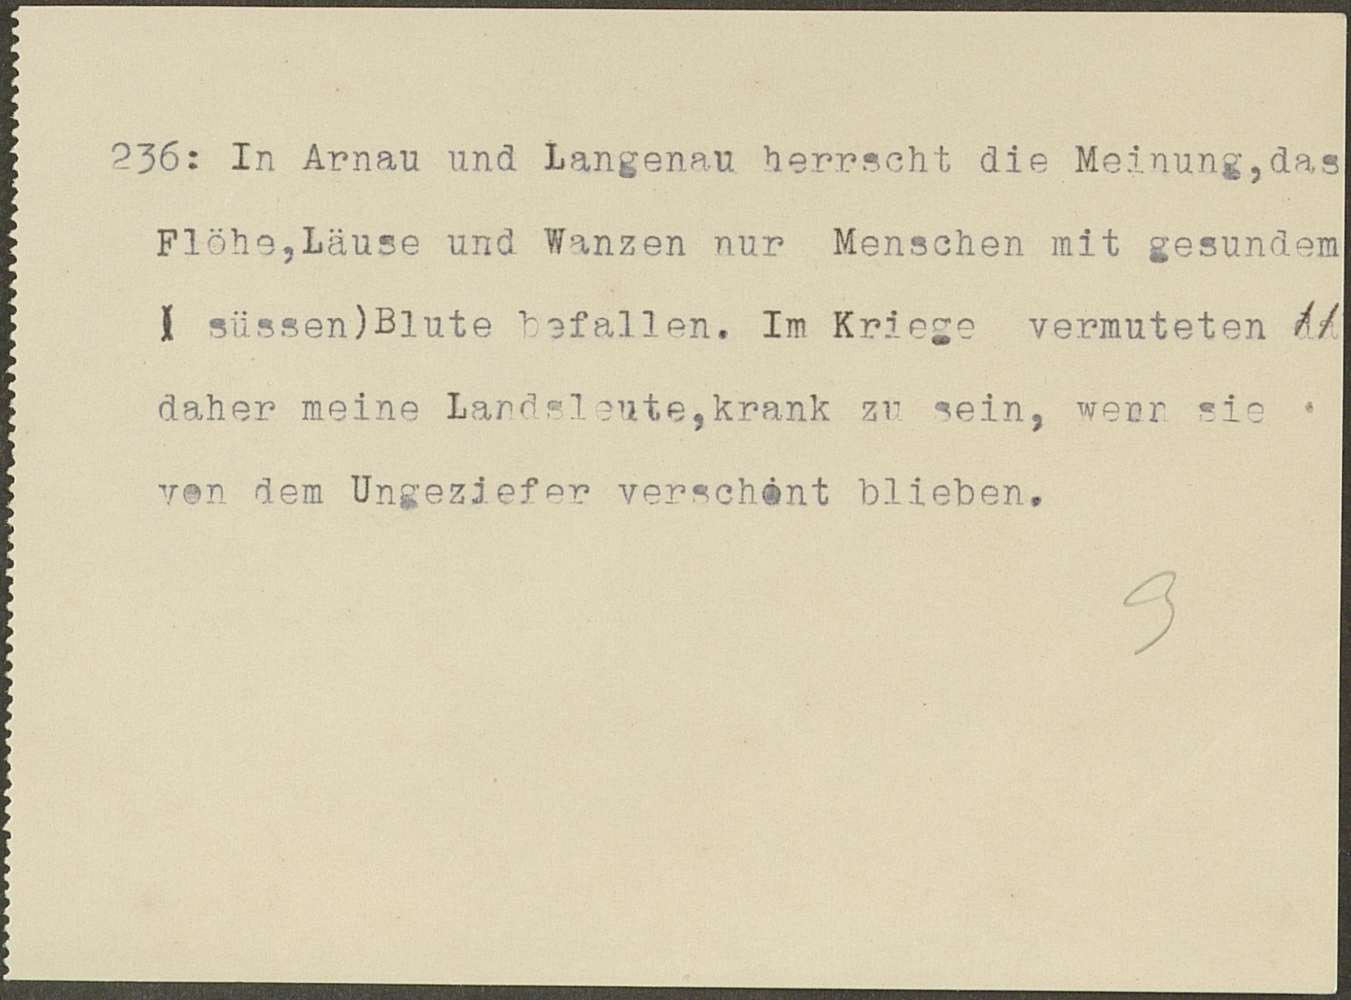 236: In Arnau und Langenau herrscht die Meinung,das
Flöhe,Läuse und Wanzen nur Menschen mit gesundem
( süssen)Blute befallen. Im Kriege vermuteten
daher meine Landsleute,krank zu sein, wenn sie
von dem Ungeziefer verschont blieben.
9